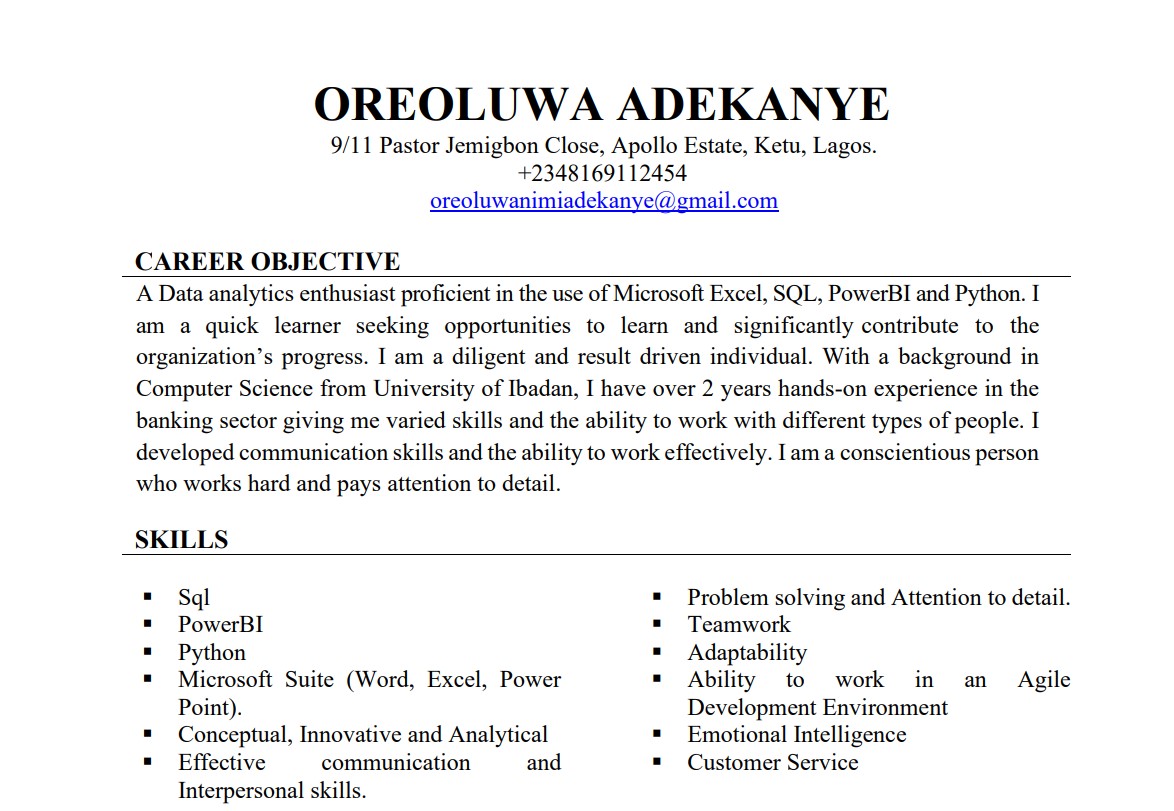 OREOLUWA ADEKANYE
9/11 Pastor Jemigbon Close, Apollo Estate, Ketu, Lagos.
+2348169112454
oreoluwanimiadekanye@gmail.com
CAREER OBJECTIVE
A Data analytics enthusiast proficient in the use of Microsoft Excel, SQL, PowerBI and Python. I
am a quick learner seeking opportunities to learn and significantly contribute to the
organization’s progress. I am a diligent and result driven individual. With a background in
Computer Science from University of Ibadan, I have over 2 years hands-on experience in the
banking sector giving me varied skills and the ability to work with different types of people. I
developed communication skills and the ability to work effectively. I am a conscientious person
who works hard and pays attention to detail.
SKILLS
▪ Sql
▪ PowerBI
▪ Python
▪ Microsoft Suite (Word, Excel, Power
Point).
▪ Conceptual, Innovative and Analytical
▪ Effective communication and
Interpersonal skills.
▪ Problem solving and Attention to detail.
▪ Teamwork
▪ Adaptability
▪ Ability to work in an Agile
Development Environment
▪ Emotional Intelligence
▪ Customer Service